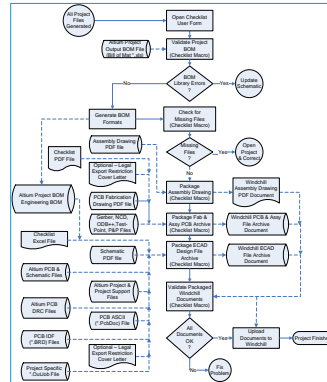 All Project
Files
Generated
Open Checklist
User Form
Altium Project
Output BOM File
(Bill of Mat *.xls)
Validate Project
BOM
(Checklist Macro)
BOM
Library Errors
?
Yes
Update
Schematic
No
Generate BOM
Formats
Check for
Missing Files
(Checklist Macro)
Checklist
PDF File
Assembly Drawing
PDF file
Missing
Files
?
Yes
Open
Project
& Correct
No
Optional – Legal
Export Restriction
Cover Letter
Package
Assembly Drawing
(Checklist Macro)
Windchill
Assembly Drawing
PDF Document
Altium Project BOM
Engineering BOM
PCB Fabrication
Drawing PDF file
Gerber, NCD,
ODB++, Test-
Point, P&P Files
Package Fab &
Assy PCB Archive
(Checklist Macro)
Windchill PCB & Assy
File Archive
Document
Checklist
Excel File
Schematic
PDF file
Package ECAD
Design File
Archive
(Checklist Macro)
Windchill ECAD
File Archive
Document
Altium PCB &
Schematic Files
Altium Project &
Project Support
Files
Validate Packaged
Windchill
Documents
(Checklist Macro)
Altium PCB
DRC Files
PCB ASCII
(*.PcbDoc) File
PCB IDF
(*.BRD) Files
Optional – Legal
Export Restriction
Cover Letter
All
Documents
OK
?
Yes
Upload
Documents to
Windchill
Project Finished
Project Specific
*.OutJob Files
No
Fix
Problem